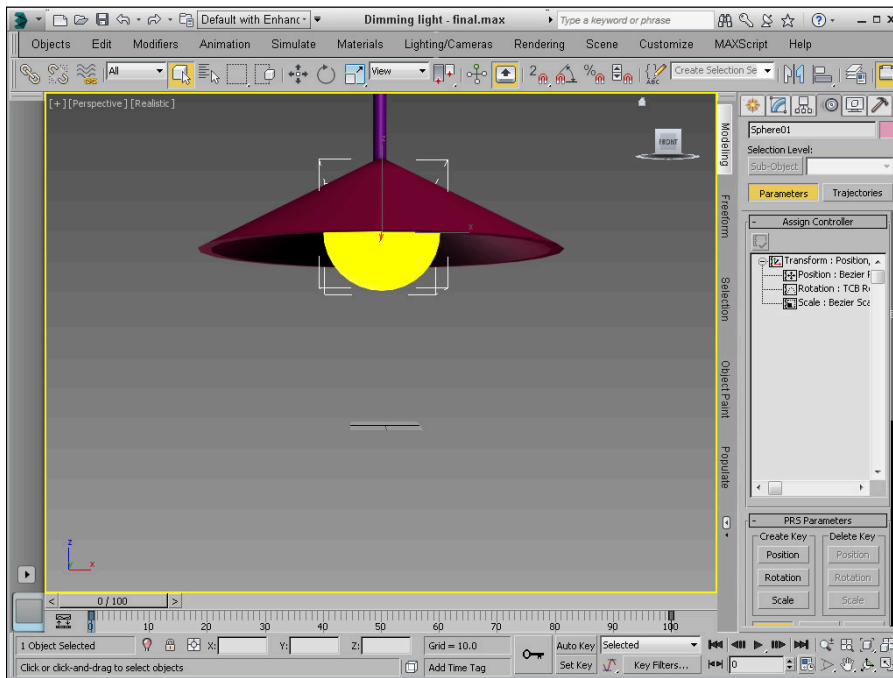 Default with Enhanc
Dimming light - final.max
Type a keyword or phrase
Objects Edit Modifiers Animation Simulate Materials Lighting/Cameras Rendering Scene Customize MAXScript Help
All
View
2
%
ABC
Create Selection Se
[+][Perspective][Realistic]
FRONT
z
x
y
Modeling
Freeform
Selection
Object Paint
Populate
Sphere01
Selection Level:
Sub-Object
Parameters Trajectories
- Assign Controller
Transform : Position,
Position : Bezier
Rotation : TCB R
Scale : Bezier Sca
- PRS Parameters
Create Key Delete Key
Position Position
Rotation Rotation
Scale Scale
z
y x
< 0 / 100 >
0 10 20 30 40 50 60 70 80 90 100
1 Object Selected X: Y: Z: Grid = 10.0 Auto Key Selected
Click or click-and-drag to select objects Add Time Tag Set Key Key Filters... 0